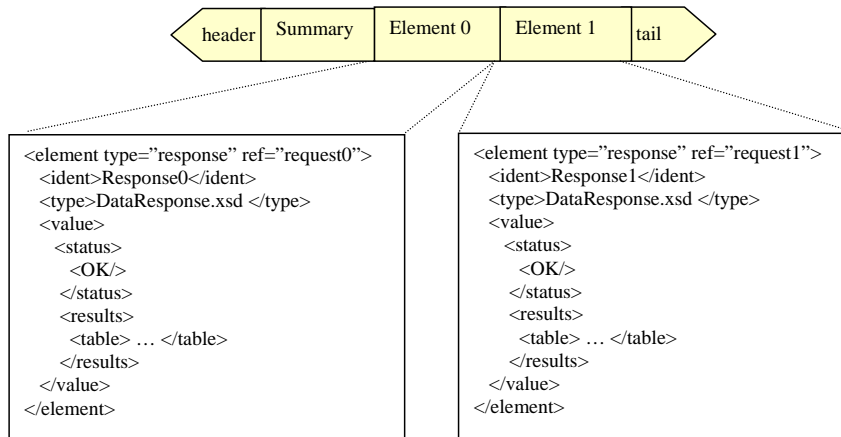 header
Summary
Element 0
Element 1
tail
<element type=”response” ref=”request0”>
<ident>Response0</ident>
<type>DataResponse.xsd </type>
<value>
<status>
<OK/>
</status>
<results>
<table> … </table>
</results>
</value>
</element>
<element type=”response” ref=”request1”>
<ident>Response1</ident>
<type>DataResponse.xsd </type>
<value>
<status>
<OK/>
</status>
<results>
<table> … </table>
</results>
</value>
</element>